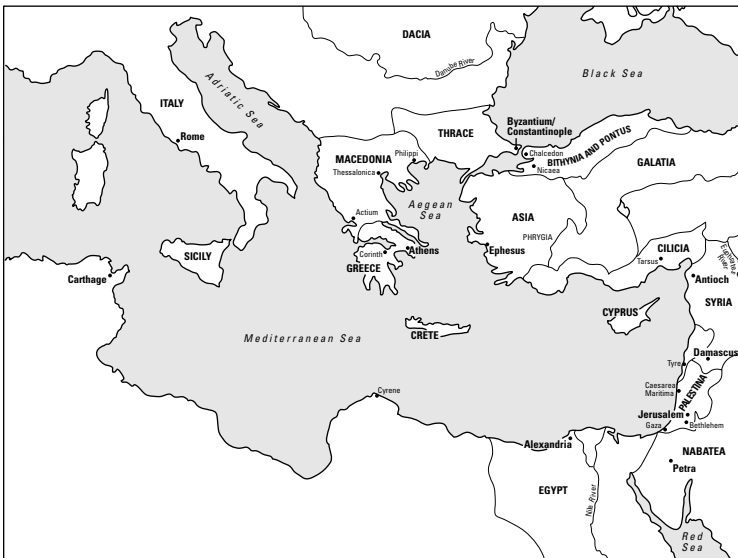 DACIA
Danube River
Black Sea
Adriatic Sea
ITALY
Rome
Byzantium/
Constantinople
THRACE
Chalcedon
BITHYNIA AND PONTUS
Nicaea
GALATIA
MACEDONIA
Philippi
Thessalonica
Aegean
Sea
ASIA
Actium
PHRYGIA
CILICIA
Tarsus
Euphrates
River
SICILY
Corinth
Athens
Ephesus
GREECE
Carthage
Antioch
SYRIA
CYPRUS
CRETE
Mediterranean Sea
Damascus
Tyre
Caesarea
Maritima
PALESTINA
Cyrene
Jerusalem
Gaza
Bethlehem
Alexandria
NABATEA
Petra
EGYPT
Nile River
Red
Sea